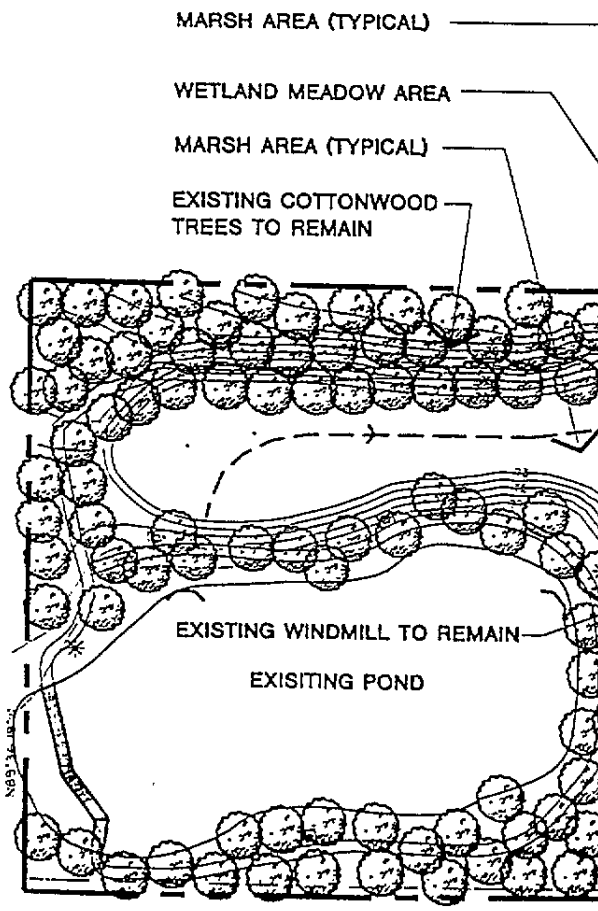 MARSH AREA (TYPICAL)
WETLAND MEADOW AREA
MARSH AREA (TYPICAL)
EXISTING COTTONWOOD
TREES TO REMAIN
EXISTING WINDMILL TO REMAIN
EXISITING POND